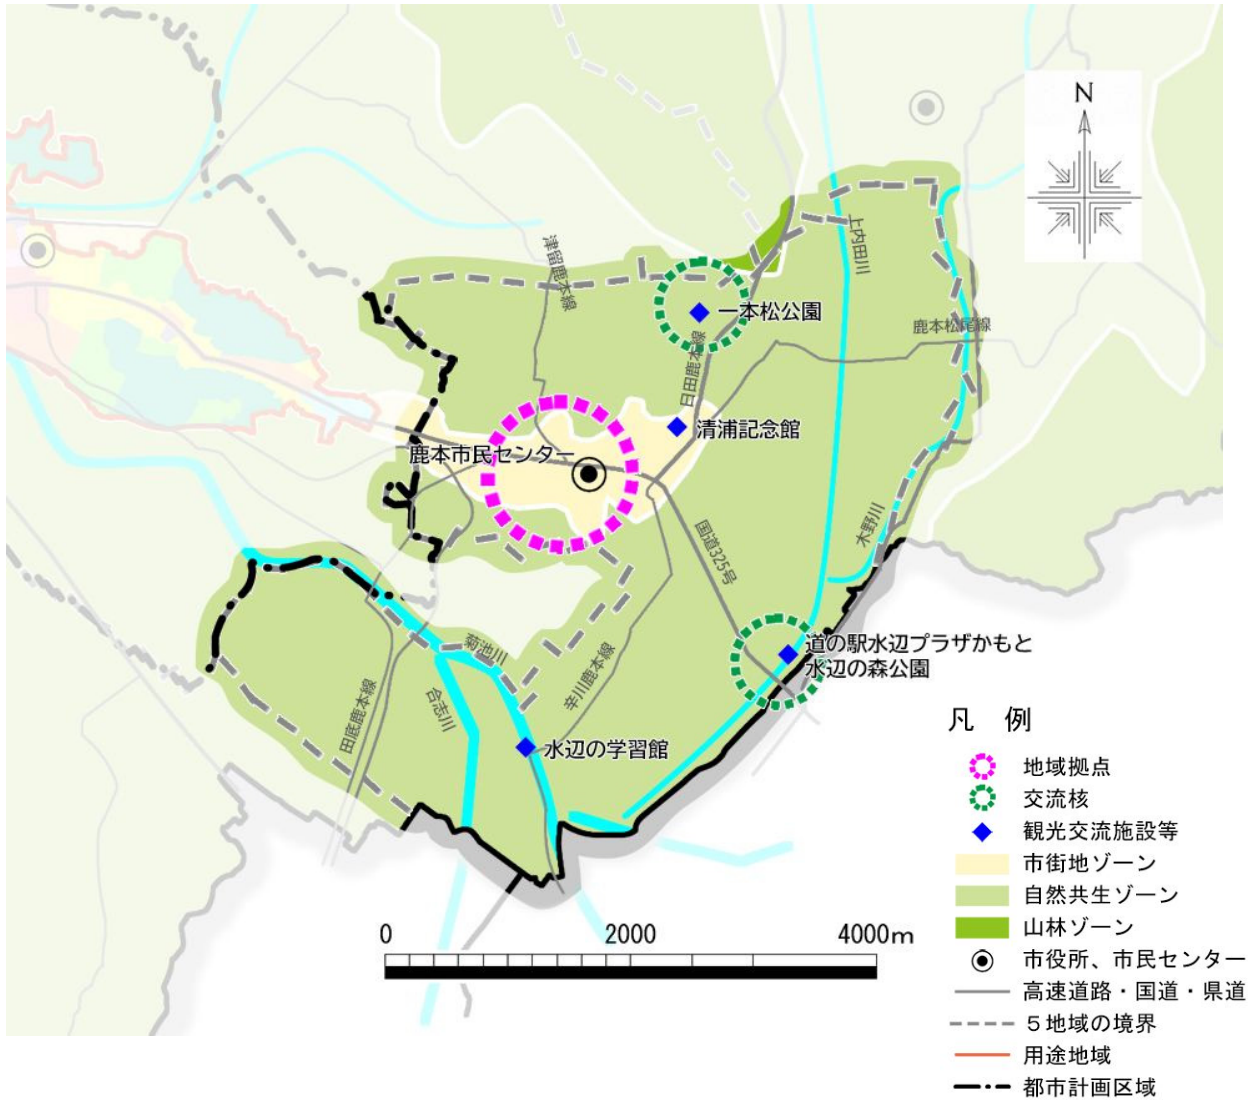 N
上内田川
津留鹿本線
一本松公園
鹿本松尾線
日田鹿本線
清浦記念館
鹿本市民センター
木野川
国道325号
道の駅水辺プラザかもと
水辺の森公園
菊池川
辛川鹿本線
合志川
田底鹿本線
水辺の学習館
凡 例
地域拠点
交流核
観光交流施設等
市街地ゾーン
自然共生ゾーン
山林ゾーン
市役所、市民センター
高速道路・国道・県道
5地域の境界
用途地域
都市計画区域
0 2000 4000m